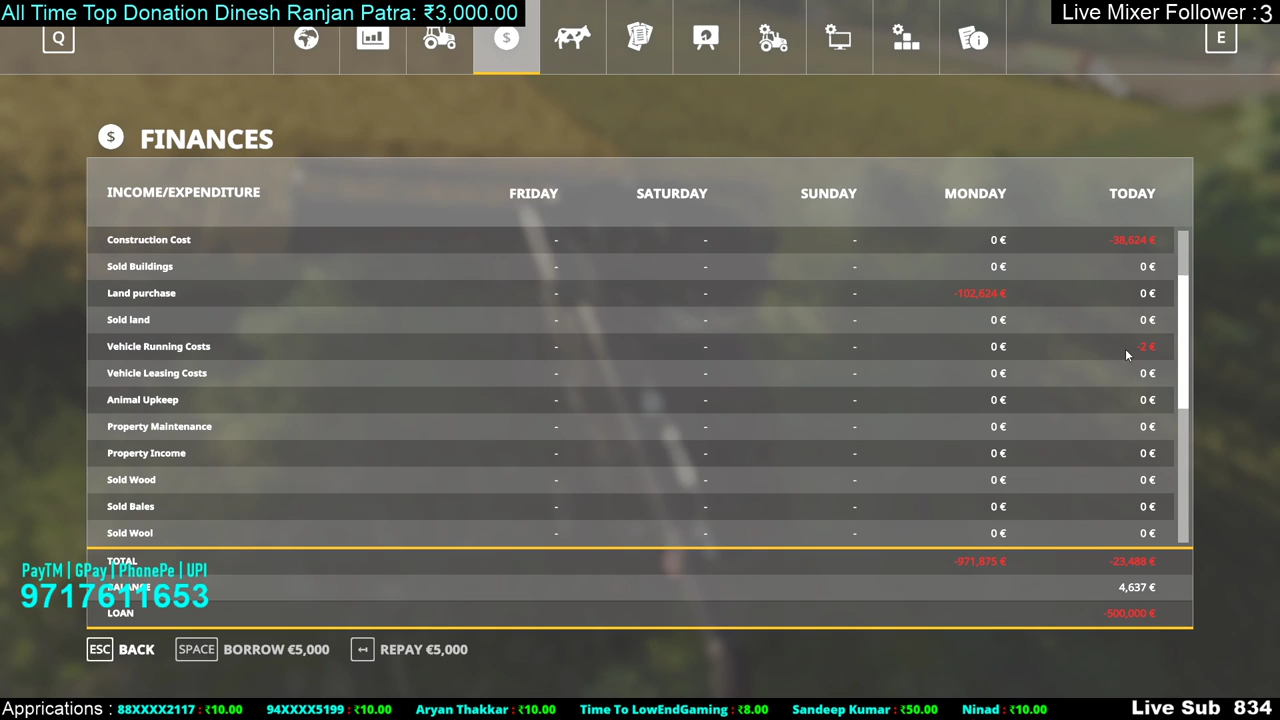 All Time Top Donation Dinesh Ranjan Patra: ₹3,000.00
Live Mixer Follower : 3
Q
$
E
$ FINANCES
INCOME/EXPENDITURE FRIDAY SATURDAY SUNDAY MONDAY TODAY
Construction Cost - - - 0 € -38,624 €
Sold Buildings - - - 0 € 0 €
Land purchase - - - -102,624 € 0 €
Sold land - - - 0 € 0 €
Vehicle Running Costs - - - 0 € -2 €
Vehicle Leasing Costs - - - 0 € 0 €
Animal Upkeep - - - 0 € 0 €
Property Maintenance - - - 0 € 0 €
Property Income - - - 0 € 0 €
Sold Wood - - - 0 € 0 €
Sold Bales - - - 0 € 0 €
Sold Wool - - - 0 € 0 €
TOTAL -971,875 € -23,488 €
PayTM | GPay | PhonePe | UPI
BALANCE 4,637 €
9717611653
LOAN -500,000 €
ESC BACK SPACE BORROW €5,000 ↔ REPAY €5,000
Apprications : 88XXXX2117 : ₹10.00 94XXXX5199 : ₹10.00 Aryan Thakkar : ₹10.00 Time To LowEndGaming : ₹8.00 Sandeep Kumar : ₹50.00 Ninad : ₹10.00 Live Sub 834